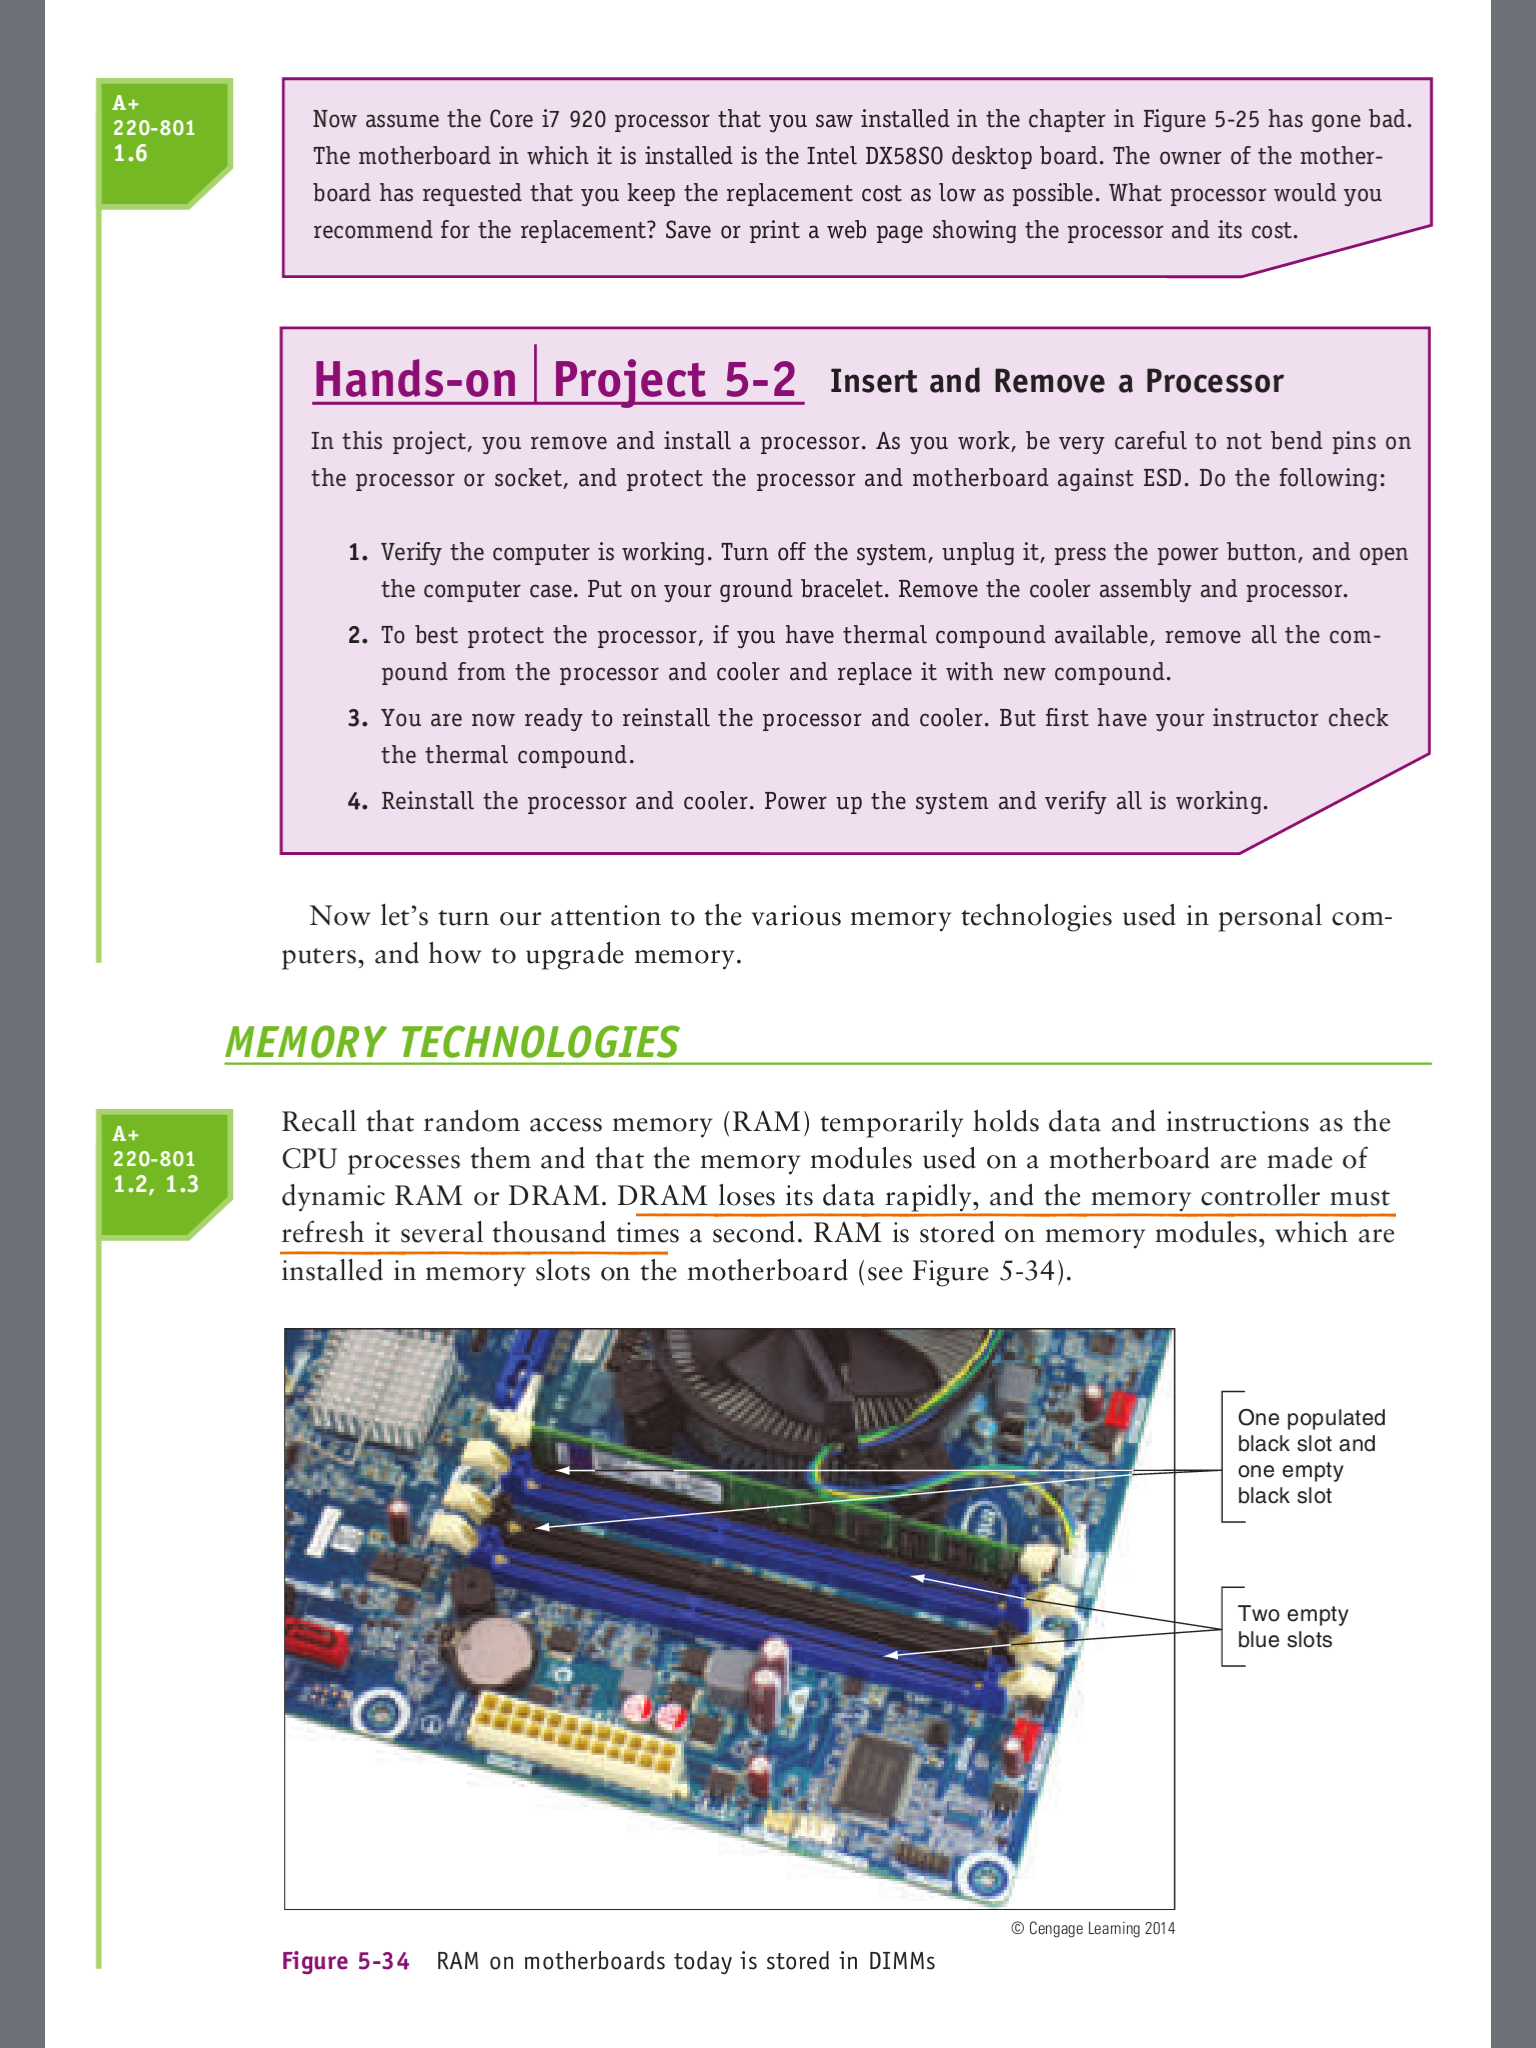 A+
220-801
1.6
Now assume the Core i7 920 processor that you saw installed in the chapter in Figure 5-25 has gone bad.
The motherboard in which it is installed is the Intel DX58SO desktop board. The owner of the mother-
board has requested that you keep the replacement cost as low as possible. What processor would you
recommend for the replacement? Save or print a web page showing the processor and its cost.
Hands-on Project 5-2 Insert and Remove a Processor
In this project, you remove and install a processor. As you work, be very careful to not bend pins on
the processor or socket, and protect the processor and motherboard against ESD. Do the following:
1. Verify the computer is working. Turn off the system, unplug it, press the power button, and open
the computer case. Put on your ground bracelet. Remove the cooler assembly and processor.
2. To best protect the processor, if you have thermal compound available, remove all the com-
pound from the processor and cooler and replace it with new compound.
3. You are now ready to reinstall the processor and cooler. But first have your instructor check
the thermal compound.
4. Reinstall the processor and cooler. Power up the system and verify all is working.
Now let's turn our attention to the various memory technologies used in personal com-
puters, and how to upgrade memory.
MEMORY TECHNOLOGIES
A+
220-801
1.2, 1.3
Recall that random access memory (RAM) temporarily holds data and instructions as the
CPU processes them and that the memory modules used on a motherboard are made of
dynamic RAM or DRAM. DRAM loses its data rapidly, and the memory controller must
refresh it several thousand times a second. RAM is stored on memory modules, which are
installed in memory slots on the motherboard (see Figure 5-34).
One populated
black slot and
one empty
black slot
intel
Two empty
blue slots
© Cengage Learning 2014
Figure 5-34 RAM on motherboards today is stored in DIMMs